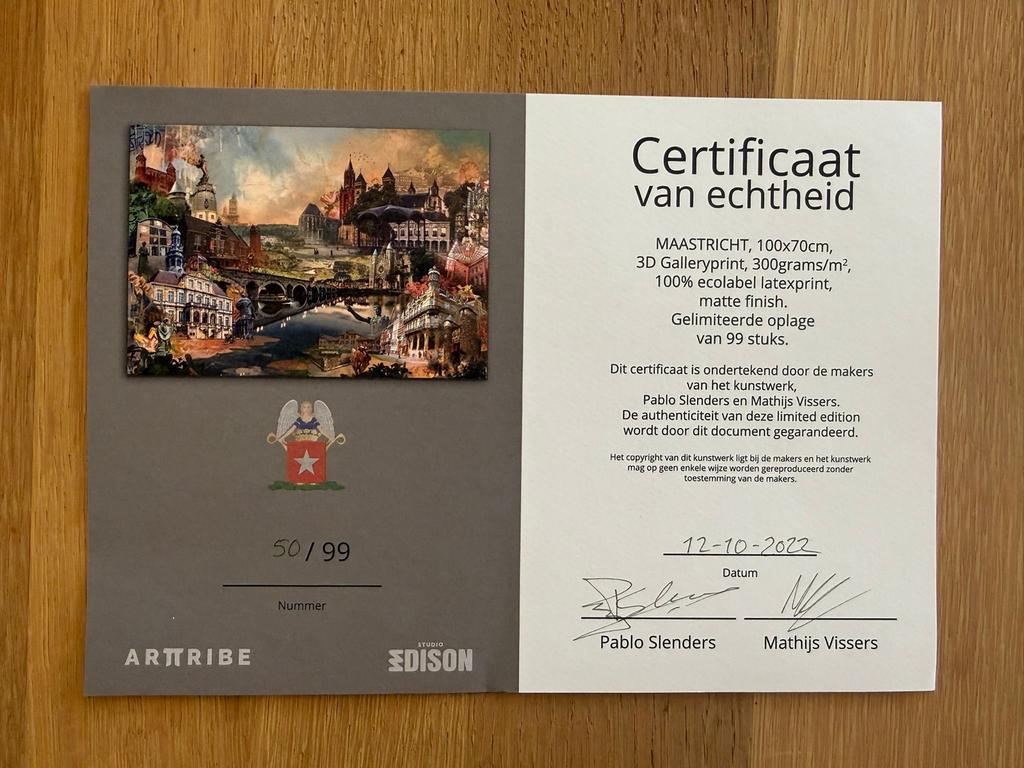 50 / 99
Nummer
ARTTRIBE
STUDIO
EDISON
Certificaat
van echtheid
MAASTRICHT, 100x70cm,
3D Galleryprint, 300grams/m²,
100% ecolabel latexprint,
matte finish.
Gelimiteerde oplage
van 99 stuks.
Dit certificaat is ondertekend door de makers
van het kunstwerk,
Pablo Slenders en Mathijs Vissers.
De authenticiteit van deze limited edition
wordt door dit document gegarandeerd.
Het copyright van dit kunstwerk ligt bij de makers en het kunstwerk
mag op geen enkele wijze worden gereproduceerd zonder
toestemming van de makers.
12-10-2022
Datum
Pablo Slenders
Mathijs Vissers